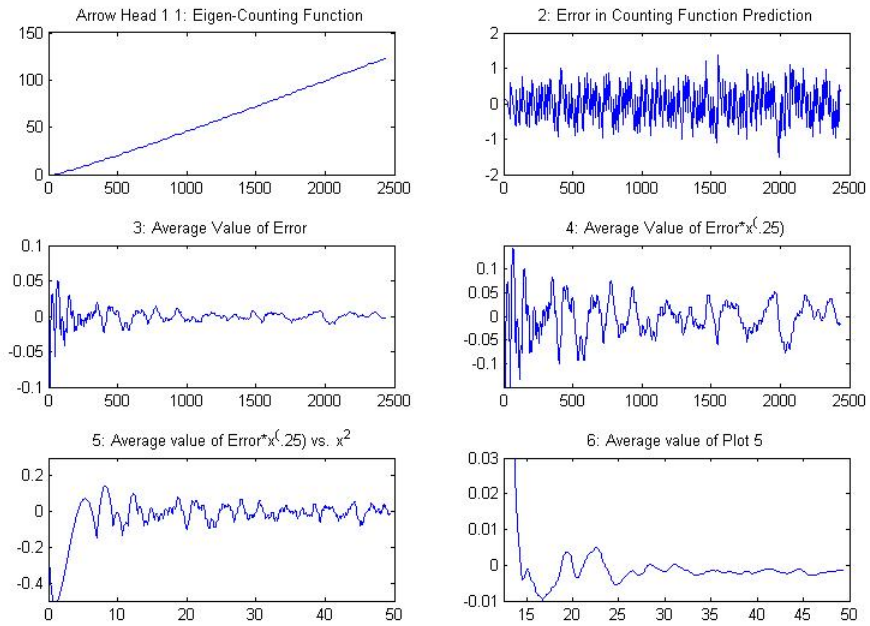 Arrow Head 1 1: Eigen-Counting Function
150
100
50
0
0 500 1000 1500 2000 2500
2: Error in Counting Function Prediction
2
1
0
-1
-2
0 500 1000 1500 2000 2500
3: Average Value of Error
0.1
0.05
0
-0.05
-0.1
0 500 1000 1500 2000 2500
4: Average Value of Error*x(.25)
0.1
0.05
0
-0.05
-0.1
0 500 1000 1500 2000 2500
5: Average value of Error*x(.25) vs. x2
0.2
0
-0.2
-0.4
0 10 20 30 40 50
6: Average value of Plot 5
0.03
0.02
0.01
0
-0.01
15 20 25 30 35 40 45 50